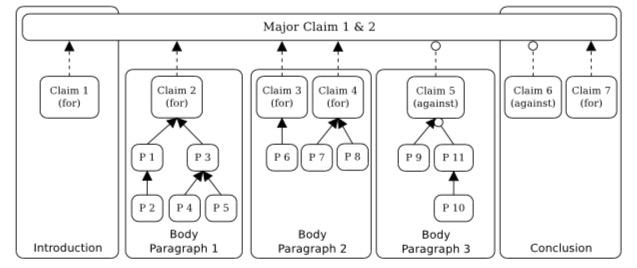 Major Claim 1 & 2
Claim 1
(for)
Claim 2
(for)
Claim 3
(for)
Claim 4
(for)
Claim 5
(against)
Claim 6
(against)
Claim 7
(for)
P 1
P 3
P 6
P 7
P 8
P 9
P 11
P 2
P 4
P 5
P 10
Introduction
Body
Paragraph 1
Body
Paragraph 2
Body
Paragraph 3
Conclusion